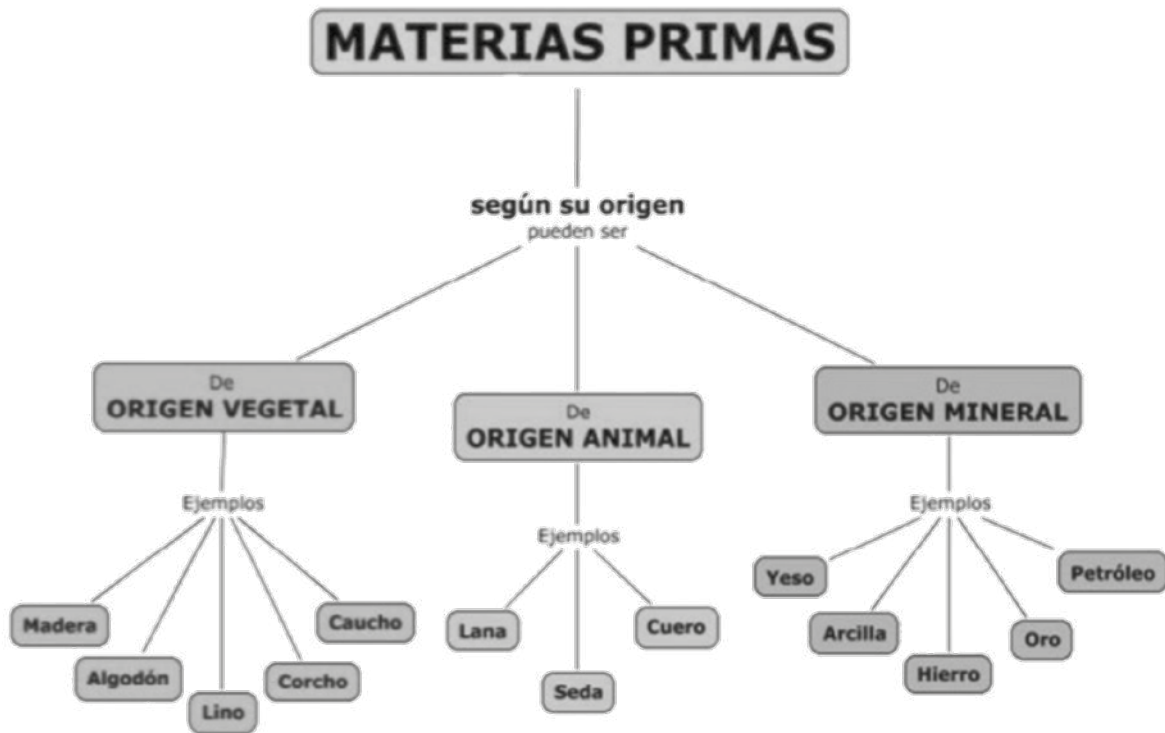 MATERIAS PRIMAS
según su origen
pueden ser
De
ORIGEN VEGETAL
Ejemplos
Madera
Algodón
Lino
Corcho
Caucho
De
ORIGEN ANIMAL
Ejemplos
Lana
Seda
Cuero
De
ORIGEN MINERAL
Ejemplos
Yeso
Arcilla
Hierro
Oro
Petróleo